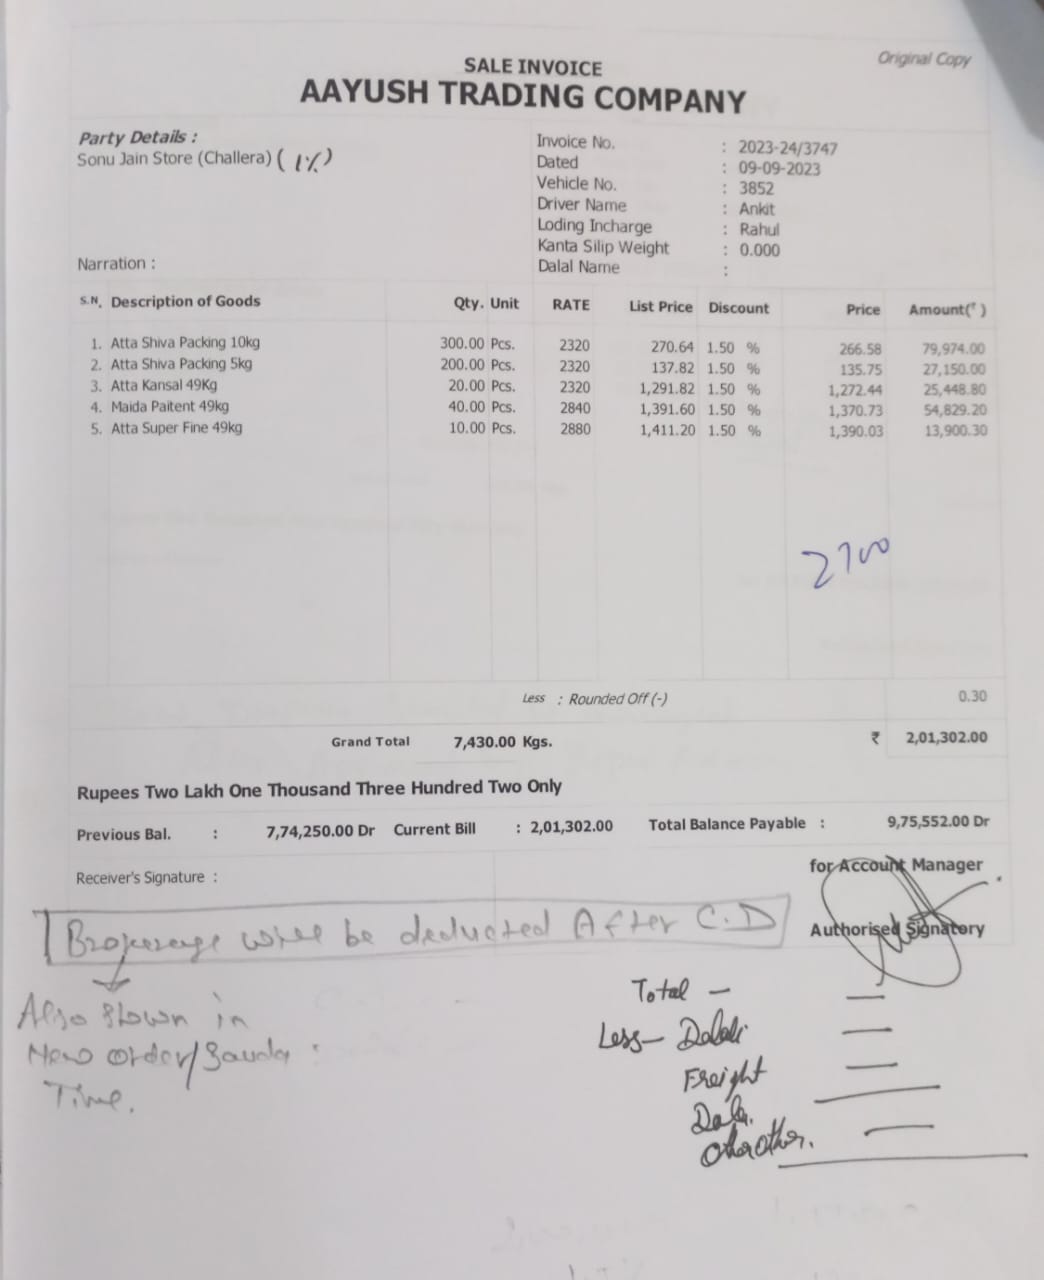 Original Copy
SALE INVOICE
AAYUSH TRADING COMPANY
Party Details :
Sonu Jain Store (Challera) ( 1% )
Narration :
Invoice No. : 2023-24/3747
Dated : 09-09-2023
Vehicle No. : 3852
Driver Name : Ankit
Loding Incharge : Rahul
Kanta Silip Weight : 0.000
Dalal Name :
S.N. Description of Goods Qty. Unit RATE List Price Discount Price Amount(₹ )
1. Atta Shiva Packing 10kg 300.00 Pcs. 2320 270.64 1.50 % 266.58 79,974.00
2. Atta Shiva Packing 5kg 200.00 Pcs. 2320 137.82 1.50 % 135.75 27,150.00
3. Atta Kansal 49Kg 20.00 Pcs. 2320 1,291.82 1.50 % 1,272.44 25,448.80
4. Maida Paitent 49kg 40.00 Pcs. 2840 1,391.60 1.50 % 1,370.73 54,829.20
5. Atta Super Fine 49kg 10.00 Pcs. 2880 1,411.20 1.50 % 1,390.03 13,900.30
2700
Less : Rounded Off (-) 0.30
Grand Total 7,430.00 Kgs. ₹ 2,01,302.00
Rupees Two Lakh One Thousand Three Hundred Two Only
Previous Bal. : 7,74,250.00 Dr Current Bill : 2,01,302.00 Total Balance Payable : 9,75,552.00 Dr
Receiver's Signature :
for Account Manager
Authorised Signatory
Brokerage will be deducted After C.D
Also shown in
New order/Sauda :
Time.
Total —
Less— Dalali
Freight
Dala.
Other.